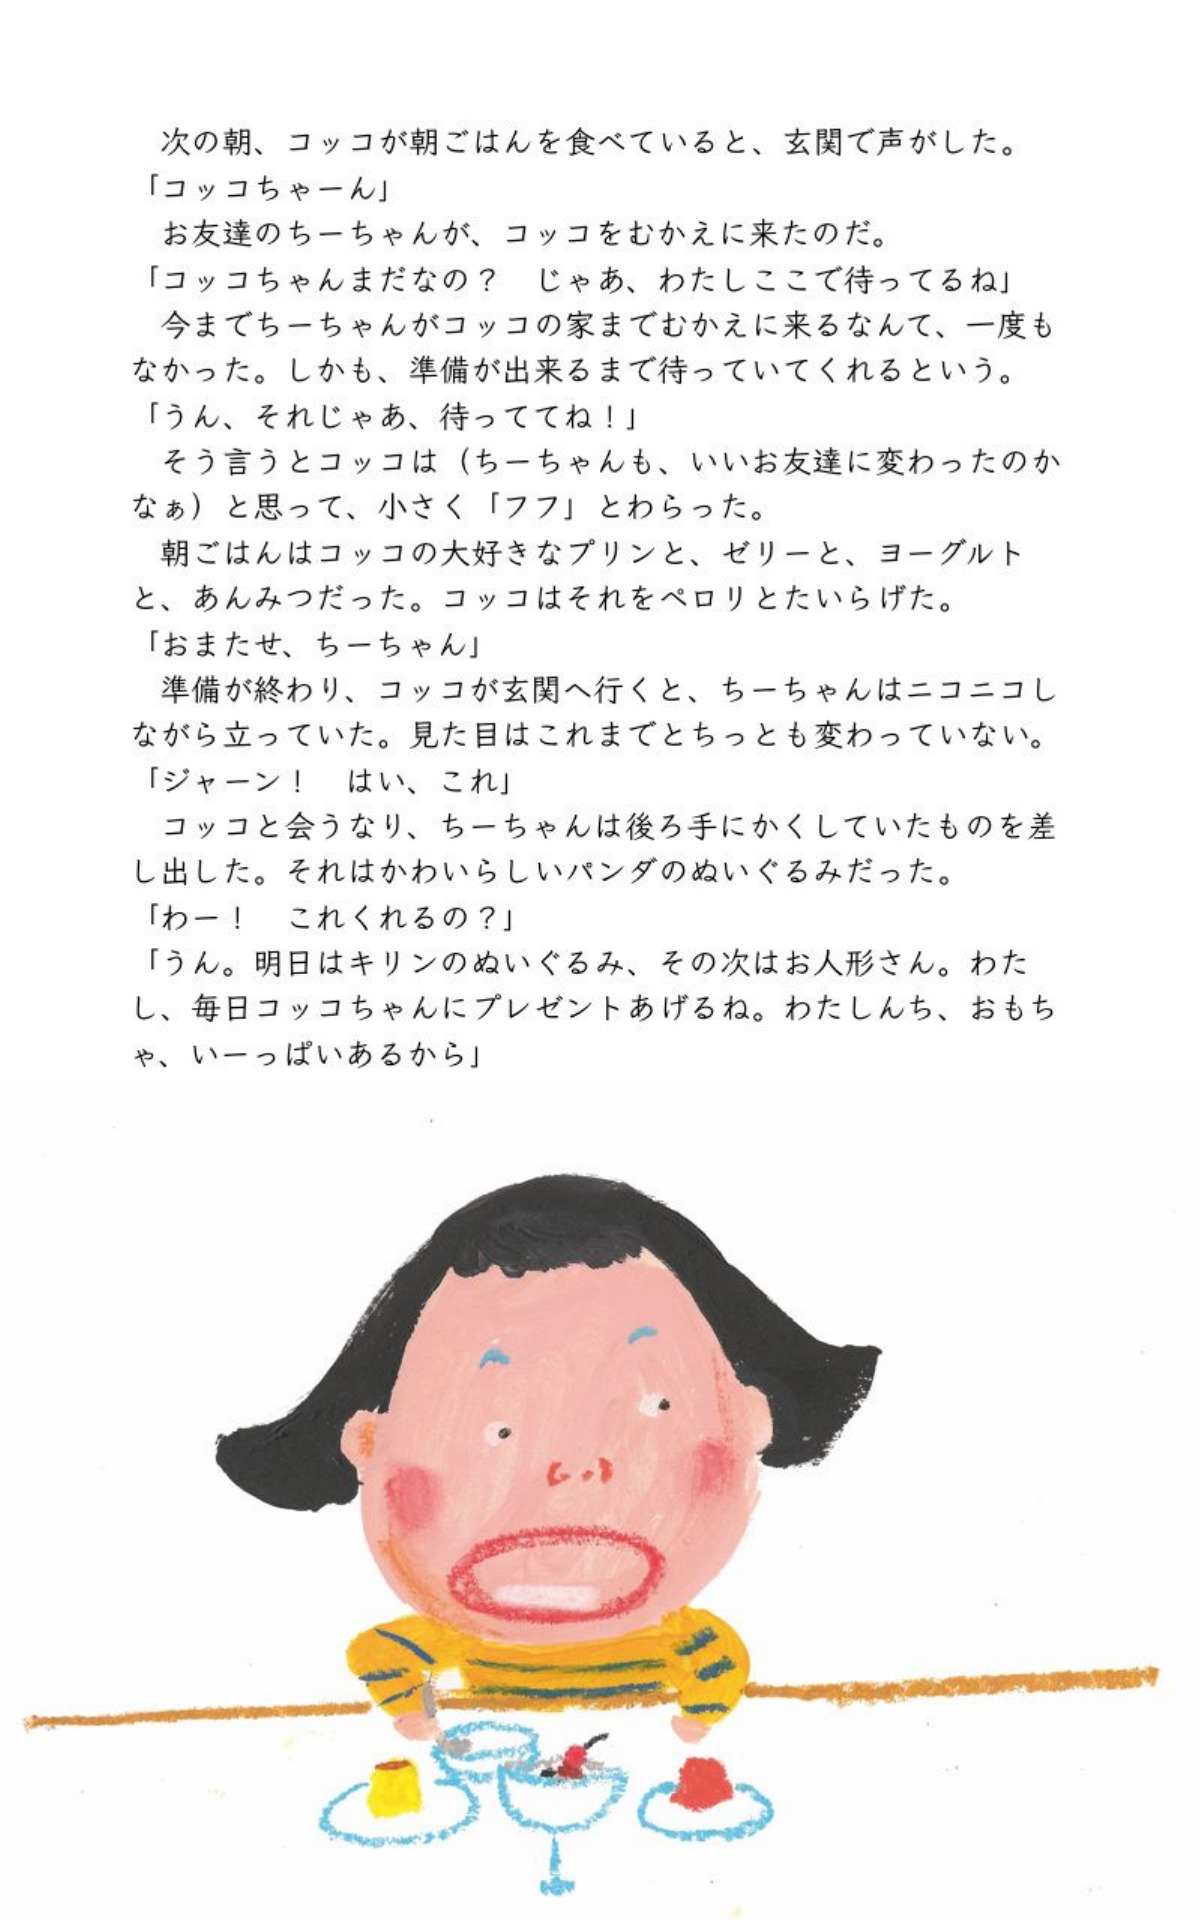 次の朝、コッコが朝ごはんを食べていると、玄関で声がした。
「コッコちゃーん」
　お友達のちーちゃんが、コッコをむかえに来たのだ。
「コッコちゃんまだなの？　じゃあ、わたしここで待ってるね」
　今までちーちゃんがコッコの家までむかえに来るなんて、一度も
なかった。しかも、準備が出来るまで待っていてくれるという。
「うん、それじゃあ、待っててね！」
　そう言うとコッコは（ちーちゃんも、いいお友達に変わったのか
なぁ）と思って、小さく「フフ」とわらった。
　朝ごはんはコッコの大好きなプリンと、ゼリーと、ヨーグルト
と、あんみつだった。コッコはそれをペロリとたいらげた。
「おまたせ、ちーちゃん」
　準備が終わり、コッコが玄関へ行くと、ちーちゃんはニコニコし
ながら立っていた。見た目はこれまでとちっとも変わっていない。
「ジャーン！　はい、これ」
　コッコと会うなり、ちーちゃんは後ろ手にかくしていたものを差
し出した。それはかわいらしいパンダのぬいぐるみだった。
「わー！　これくれるの？」
「うん。明日はキリンのぬいぐるみ、その次はお人形さん。わた
し、毎日コッコちゃんにプレゼントあげるね。わたしんち、おもち
ゃ、いーっぱいあるから」